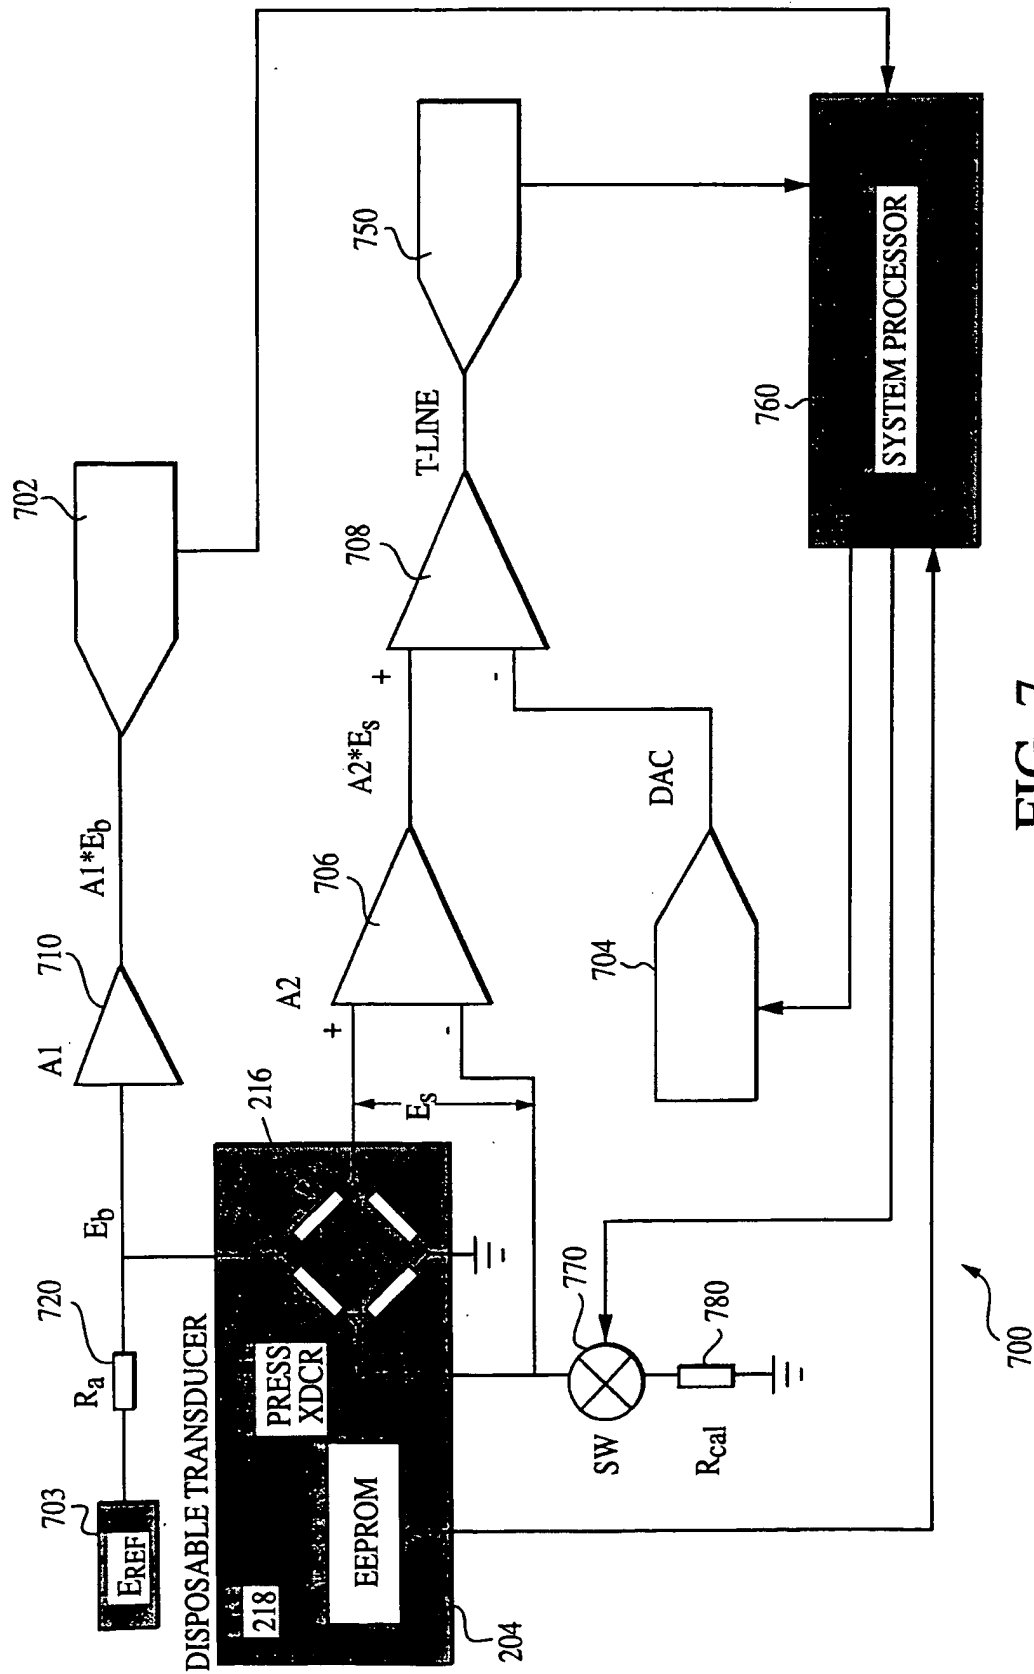 703
E_REF
R_a
720
E_b
A1
710
A1*E_b
702
DISPOSABLE TRANSDUCER
218
EEPROM
PRESS
XDCR
204
216
E_s
+
-
A2
706
A2*E_s
+
-
708
T-LINE
750
SW
770
R_cal
780
704
DAC
760
SYSTEM PROCESSOR
700
FIG. 7